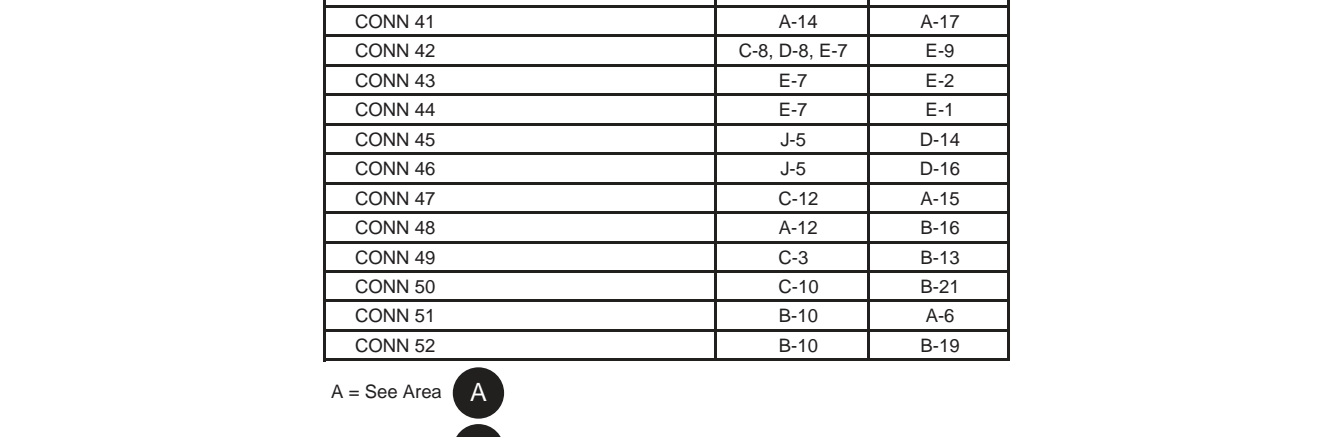 CONN 41 A-14 A-17
CONN 42 C-8, D-8, E-7 E-9
CONN 43 E-7 E-2
CONN 44 E-7 E-1
CONN 45 J-5 D-14
CONN 46 J-5 D-16
CONN 47 C-12 A-15
CONN 48 A-12 B-16
CONN 49 C-3 B-13
CONN 50 C-10 B-21
CONN 51 B-10 A-6
CONN 52 B-10 B-19
A = See Area A